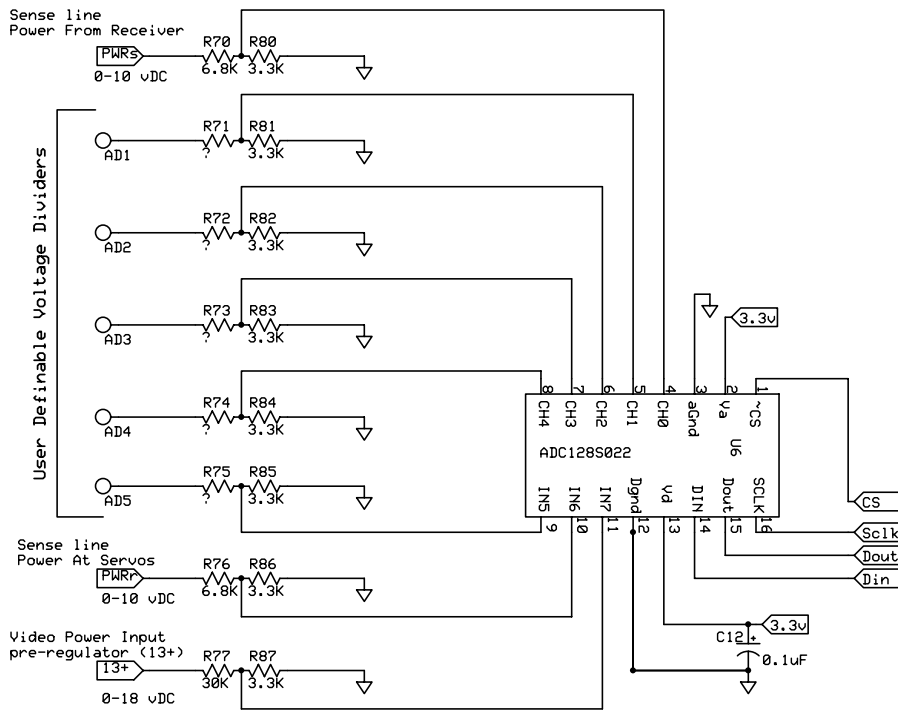 Sense line
Power From Receiver
PWRs
0-10 vDC
R70
6.8K
R80
3.3K
User Definable Voltage Dividers
AD1
R71
?
R81
3.3K
AD2
R72
?
R82
3.3K
AD3
R73
?
R83
3.3K
AD4
R74
?
R84
3.3K
AD5
R75
?
R85
3.3K
Sense line
Power At Servos
PWRr
0-10 vDC
R76
6.8K
R86
3.3K
Video Power Input
pre-regulator (13+)
13+
0-18 vDC
R77
30K
R87
3.3K
8 7 6 5 4 3 2 1
CH4 CH3 CH2 CH1 CH0 aGnd Va ~CS
ADC128S022
U6
IN5 IN6 IN7 Dgnd Vd DIN Dout SCLK
9 10 11 12 13 14 15 16
3.3v
CS
Sclk
Dout
Din
3.3v
C12
+
0.1uF